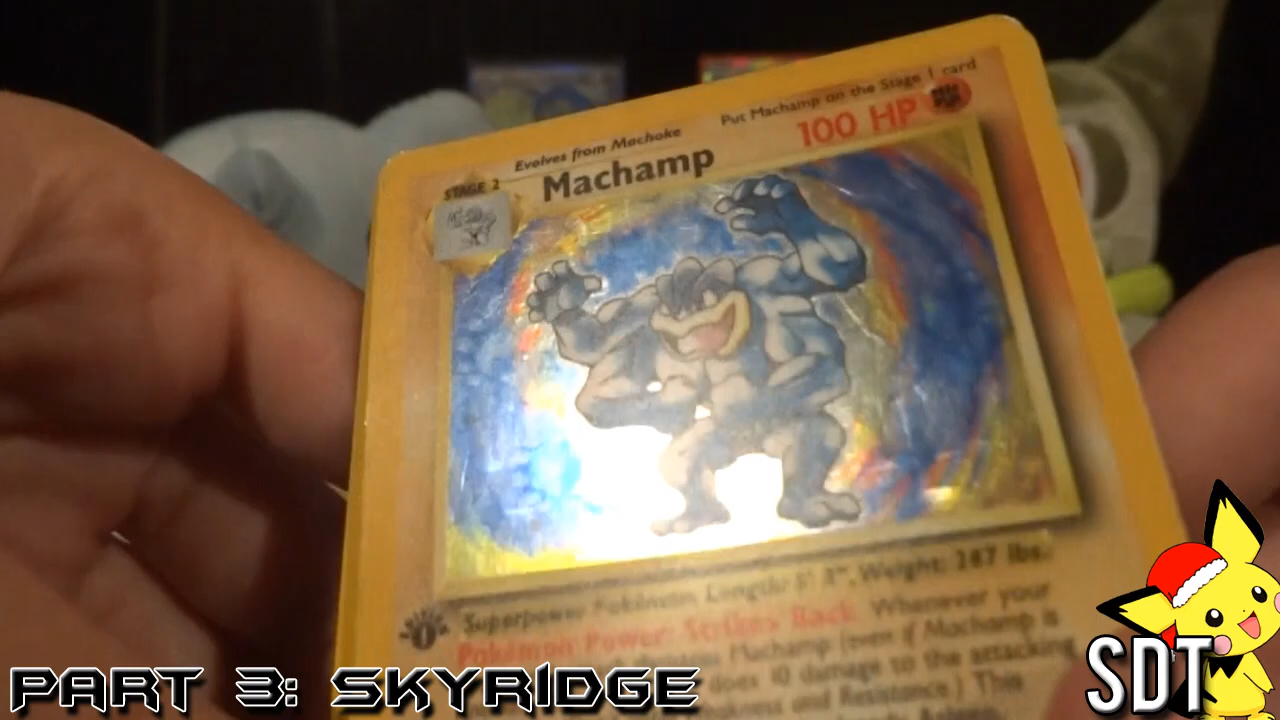 Put Machamp on the Stage 1 card
Evolves from Machoke
STAGE 2
Machamp
100 HP
Superpower Pokémon Length: 5' 3", Weight: 287 lbs.
Pokémon Power: Strikes Back Whenever your
Machamp (even if Machamp is
does 10 damage to the attacking
and Resistance.) This
PART 3: SKYRIDGE
SDT